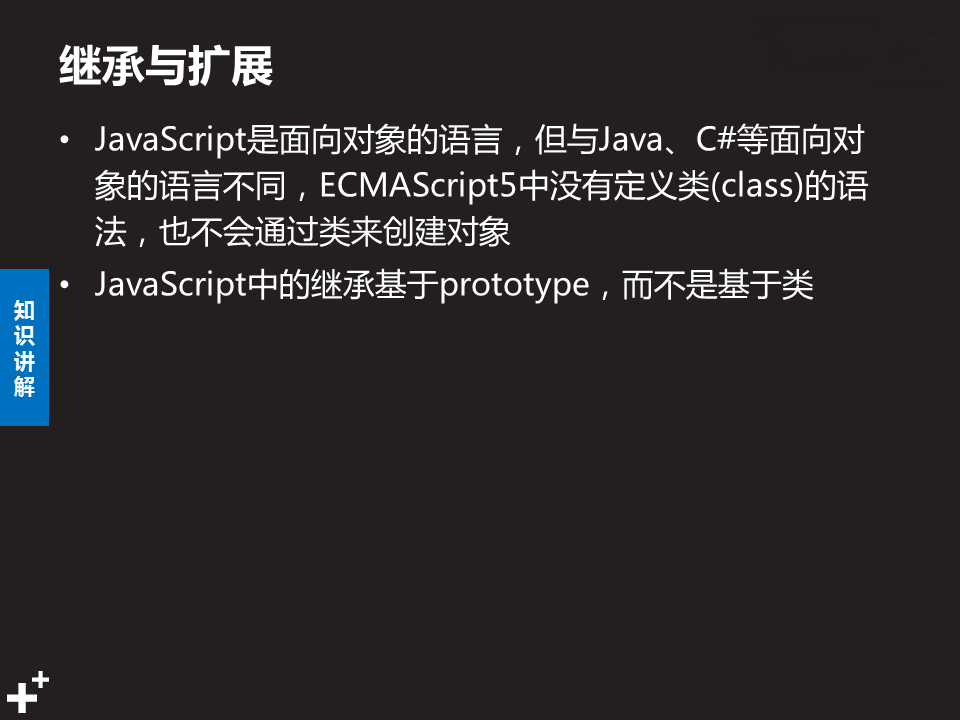 继承与扩展
• JavaScript是面向对象的语言，但与Java、C#等面向对
象的语言不同，ECMAScript5中没有定义类(class)的语
法，也不会通过类来创建对象
• JavaScript中的继承基于prototype，而不是基于类
知
识
讲
解